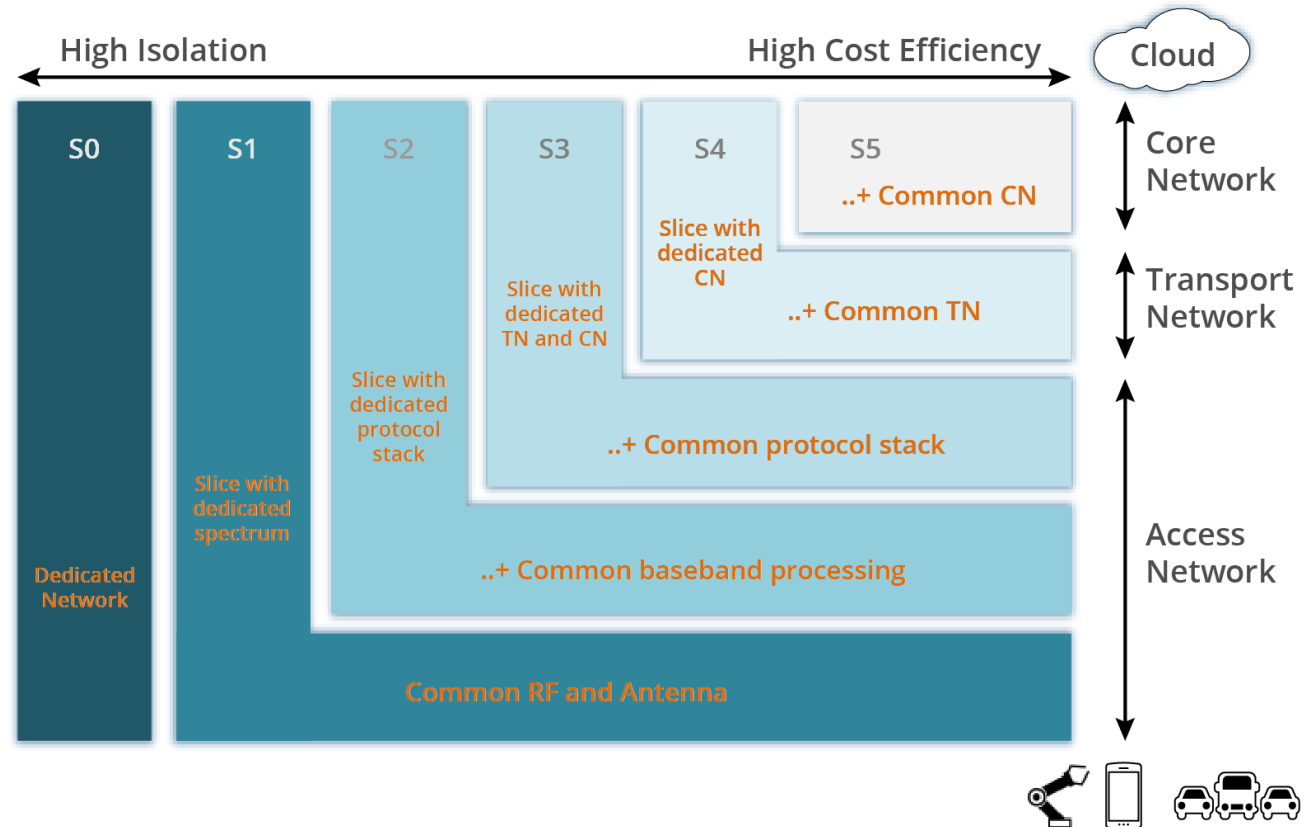 High Isolation
High Cost Efficiency
Cloud
S0
S1
S2
S3
S4
S5
Core
Network
..+ Common CN
Slice with
dedicated
CN
Transport
Network
..+ Common TN
Slice with
dedicated
TN and CN
Slice with
dedicated
protocol
stack
..+ Common protocol stack
Slice with
dedicated
spectrum
Access
Network
Dedicated
Network
..+ Common baseband processing
Common RF and Antenna